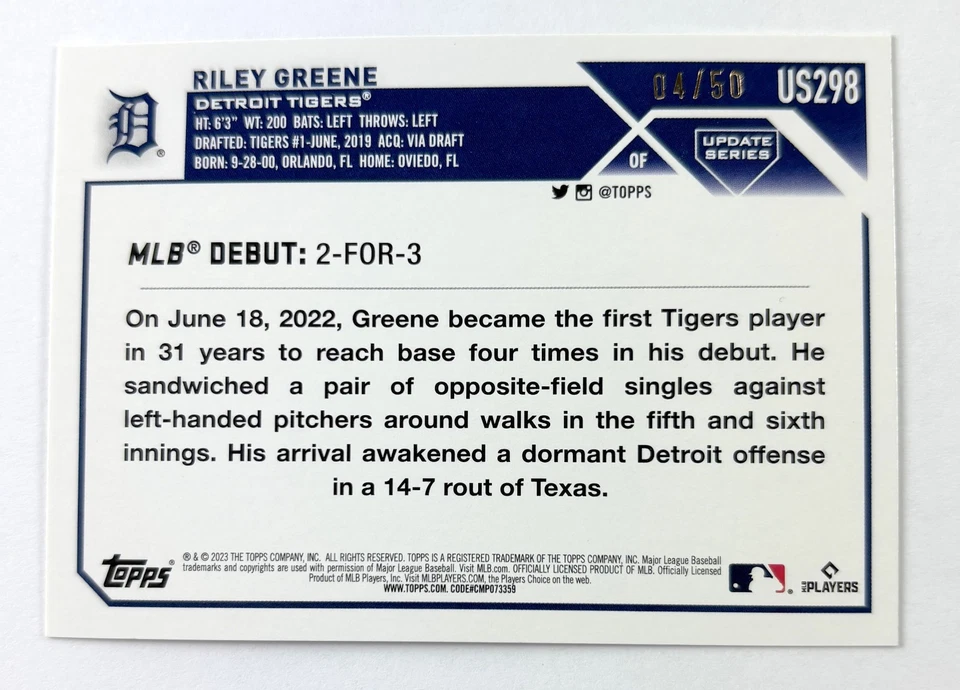 RILEY GREENE
DETROIT TIGERS®
HT: 6'3" WT: 200 BATS: LEFT THROWS: LEFT
DRAFTED: TIGERS #1-JUNE, 2019 ACQ: VIA DRAFT
BORN: 9-28-00, ORLANDO, FL HOME: OVIEDO, FL
D®
04/50
US298
OF
UPDATE
SERIES
@TOPPS
MLB® DEBUT: 2-FOR-3
On June 18, 2022, Greene became the first Tigers player
in 31 years to reach base four times in his debut. He
sandwiched a pair of opposite-field singles against
left-handed pitchers around walks in the fifth and sixth
innings. His arrival awakened a dormant Detroit offense
in a 14-7 rout of Texas.
Topps®
® & © 2023 THE TOPPS COMPANY, INC. ALL RIGHTS RESERVED. TOPPS IS A REGISTERED TRADEMARK OF THE TOPPS COMPANY, INC. Major League Baseball
trademarks and copyrights are used with permission of Major League Baseball. Visit MLB.com. OFFICIALLY LICENSED PRODUCT OF MLB. Officially Licensed
Product of MLB Players, Inc. Visit MLBPLAYERS.COM, the Players Choice on the web.
WWW.TOPPS.COM. CODE#CMP073359
®
MLB PLAYERS